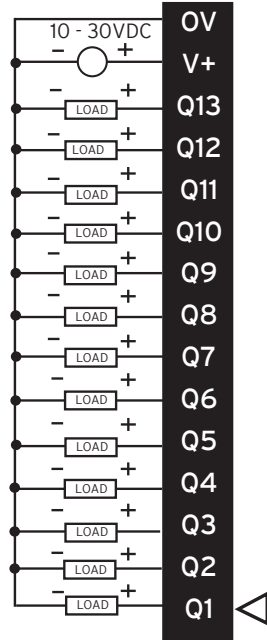 0V
10 - 30VDC
- + V+
- LOAD + Q13
- LOAD + Q12
- LOAD + Q11
- LOAD + Q10
- LOAD + Q9
- LOAD + Q8
- LOAD + Q7
- LOAD + Q6
- LOAD + Q5
- LOAD + Q4
- LOAD + Q3
- LOAD + Q2
- LOAD + Q1